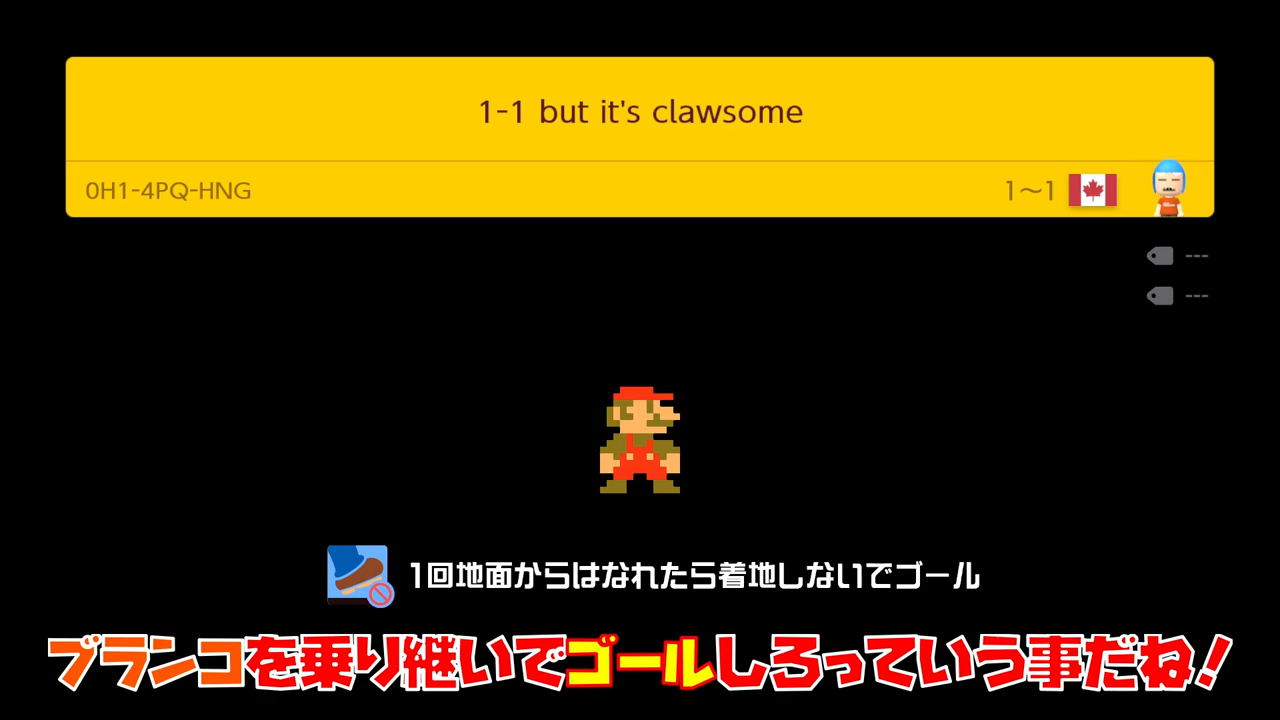 1-1 but it's clawsome
0H1-4PQ-HNG
1～1
---
---
1回地面からはなれたら着地しないでゴール
ブランコを乗り継いでゴールしろっていう事だね！